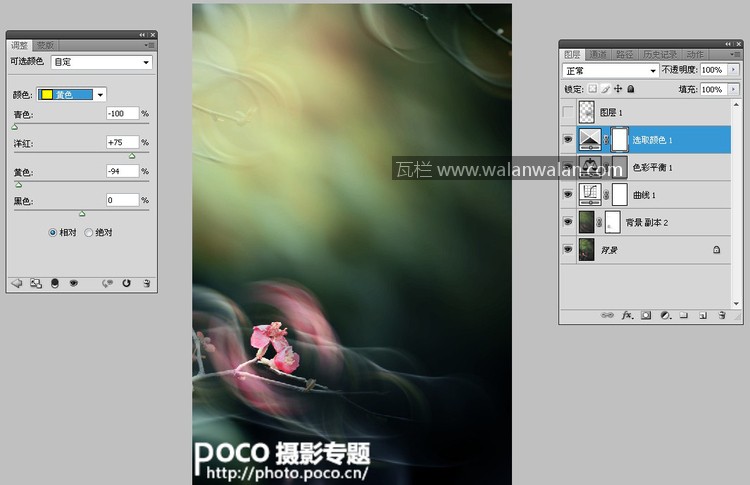 调整 蒙版
可选颜色 自定
颜色: 黄色
青色: -100 %
洋红: +75 %
黄色: -94 %
黑色: 0 %
相对 绝对
POCO 摄影专题
http://photo.poco.cn/
瓦栏 www.walanwalan.com
图层 通道 路径 历史记录 动作
正常 不透明度: 100%
锁定: 填充: 100%
图层 1
选取颜色 1
色彩平衡 1
曲线 1
背景 副本 2
背景
fx.